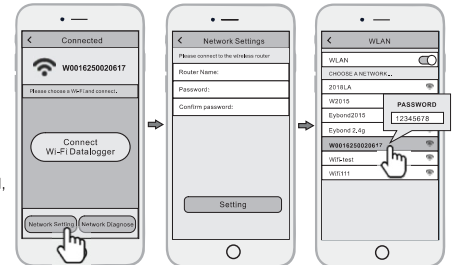 Connected
W0016250020617
Please choose a Wi-Fi and connect.
Connect
Wi-Fi Datalogger
Network Setting
Network Diagnose
Network Settings
Please connect to the wireless router
Router Name:
Password:
Confirm password:
Setting
WLAN
WLAN
CHOOSE A NETWORK...
2018LA
W2015
Eybond2015
Eybond 2.4g
W0016250020617
Wifi-test
Wifi111
PASSWORD
12345678